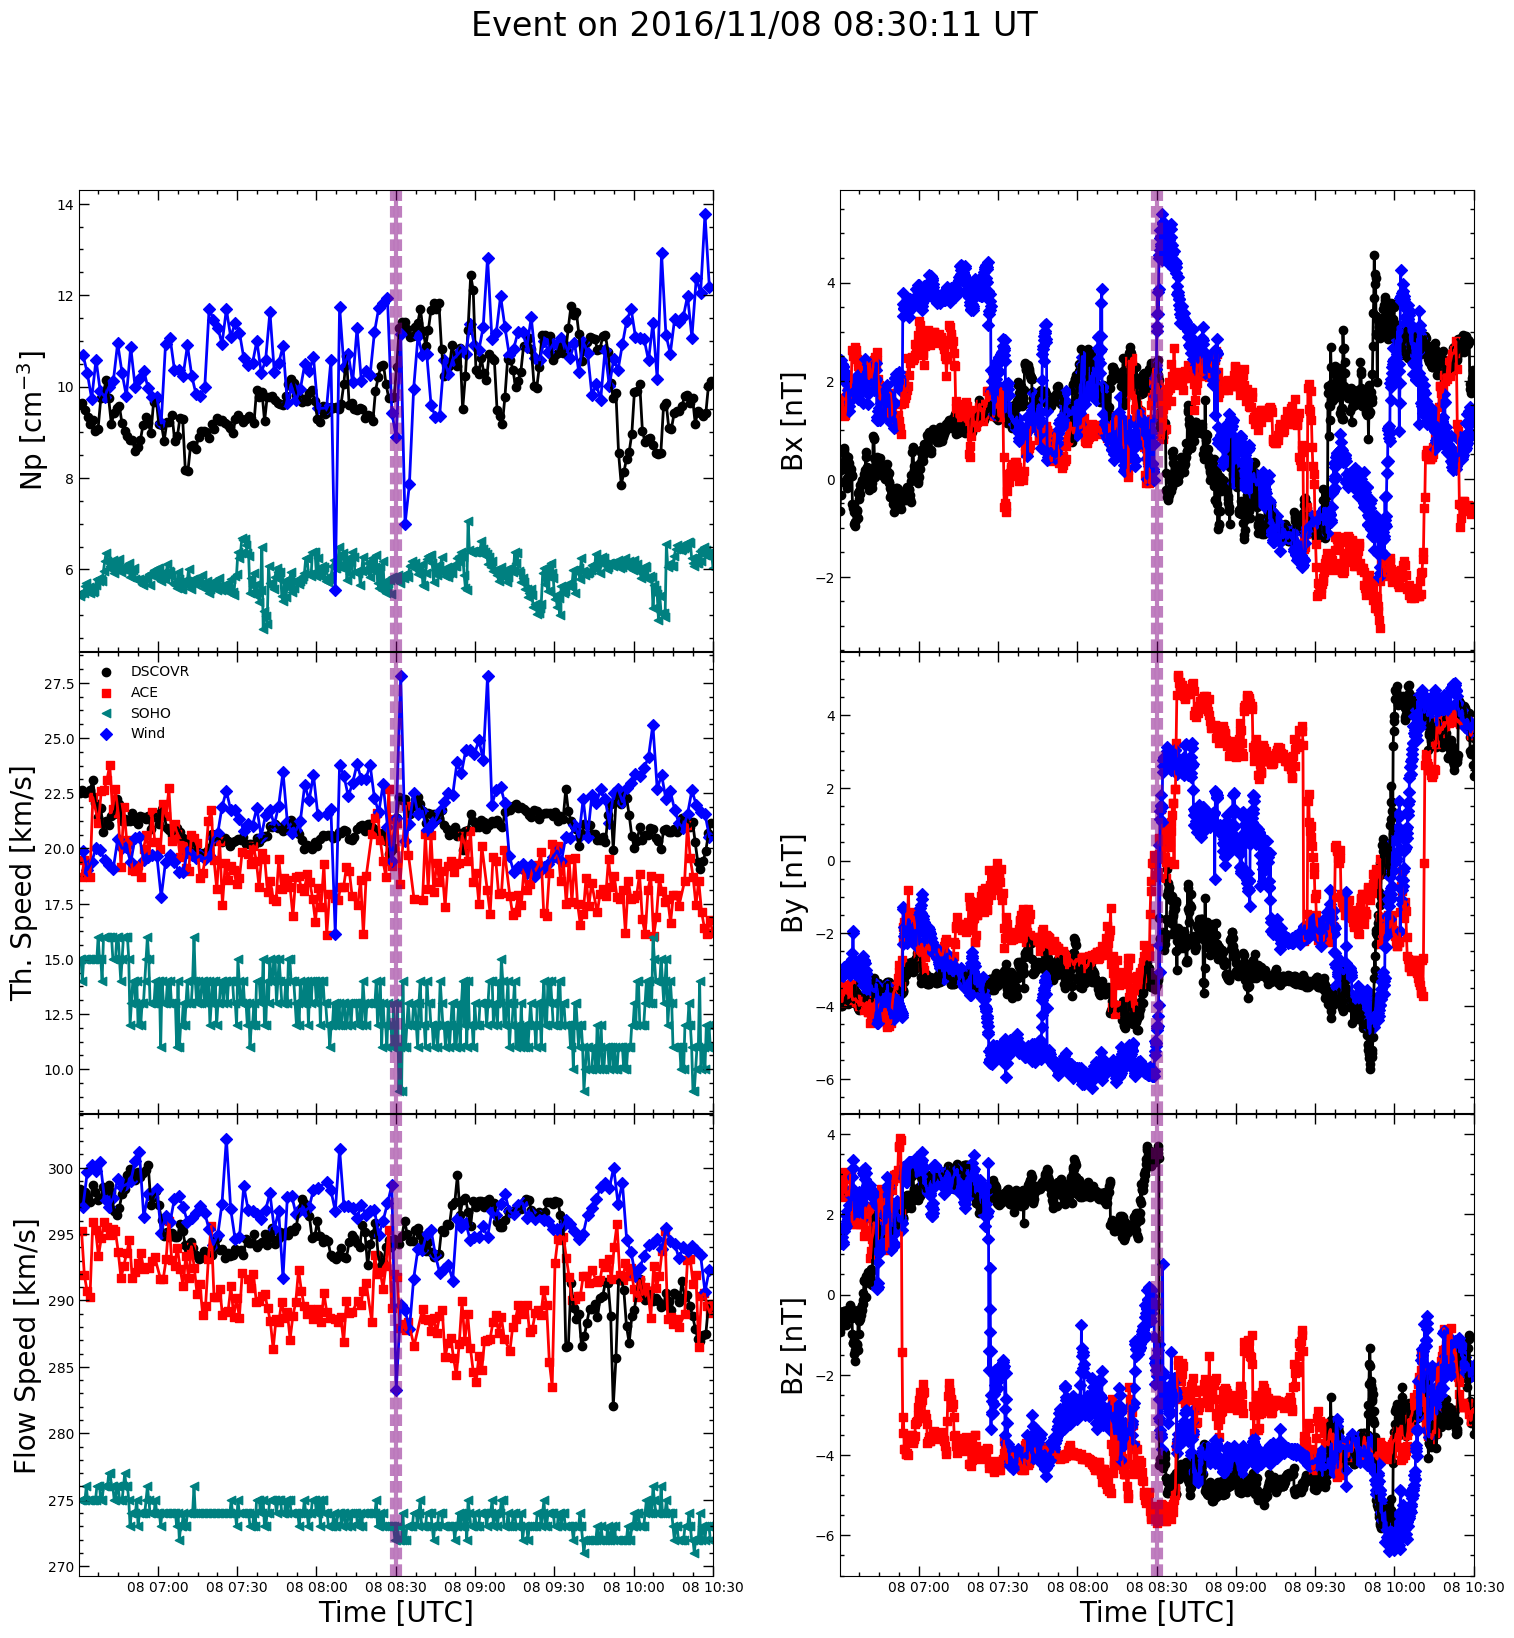 Event on 2016/11/08 08:30:11 UT
Np [cm⁻³]
14
12
10
8
6
Th. Speed [km/s]
27.5
25.0
22.5
20.0
17.5
15.0
12.5
10.0
DSCOVR
ACE
SOHO
Wind
Flow Speed [km/s]
300
295
290
285
280
275
270
08 07:00 08 07:30 08 08:00 08 08:30 08 09:00 08 09:30 08 10:00 08 10:30
Time [UTC]
Bx [nT]
4
2
0
−2
By [nT]
4
2
0
−2
−4
−6
Bz [nT]
4
2
0
−2
−4
−6
08 07:00 08 07:30 08 08:00 08 08:30 08 09:00 08 09:30 08 10:00 08 10:30
Time [UTC]